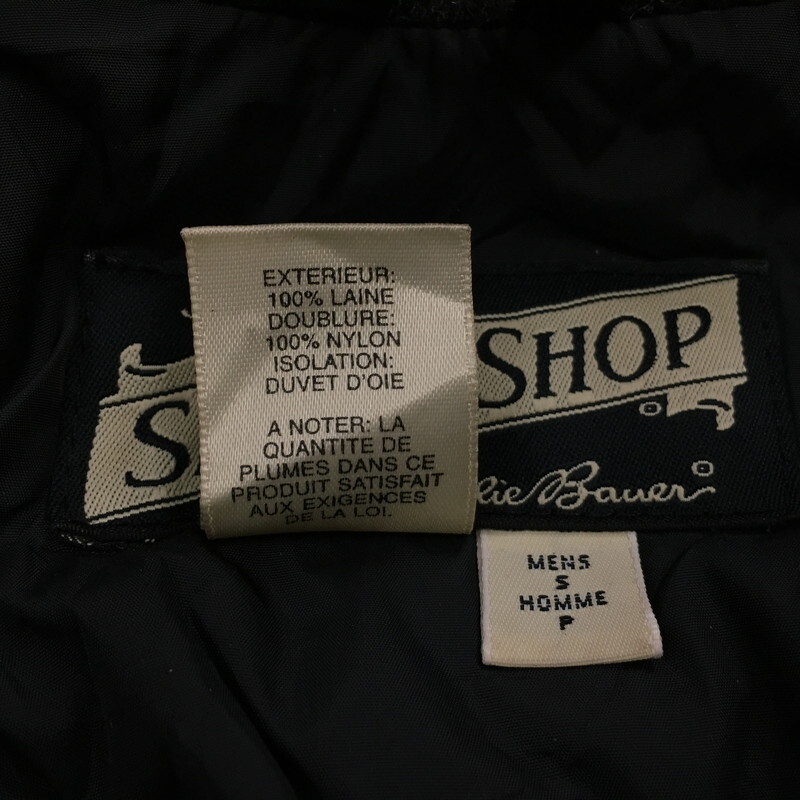 EXTERIEUR:
100% LAINE
DOUBLURE:
100% NYLON
ISOLATION:
DUVET D'OIE
A NOTER: LA
QUANTITE DE
PLUMES DANS CE
PRODUIT SATISFAIT
AUX EXIGENCES
DE LA LOI.
SHOP
Bauer
MENS
S
HOMME
P